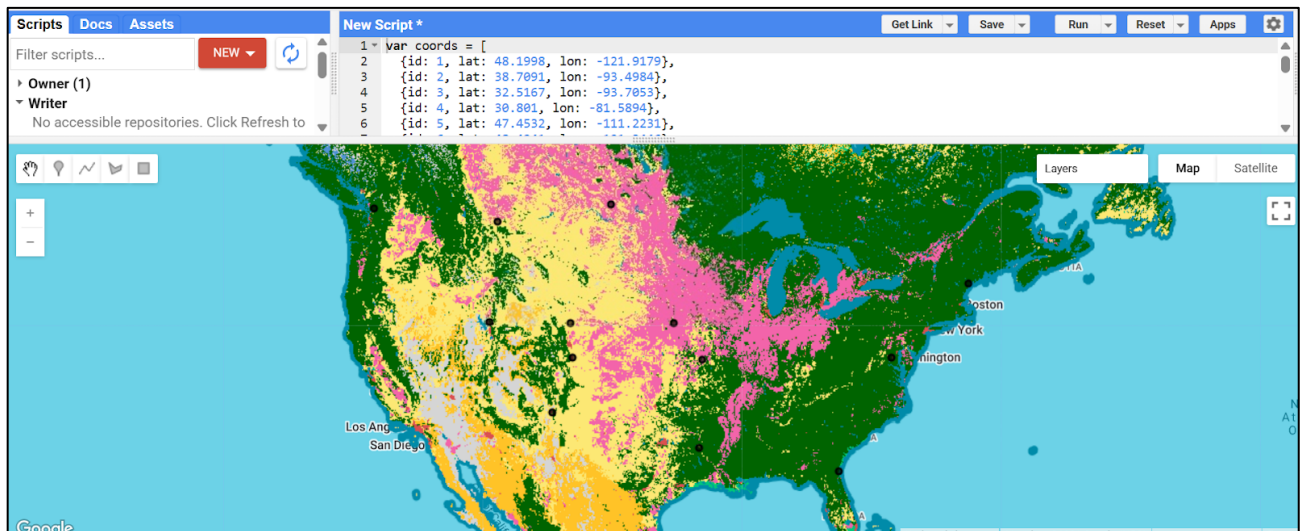 Scripts Docs Assets
New Script *
Get Link
Save
Run
Reset
Apps
Filter scripts...
NEW
Owner (1)
Writer
No accessible repositories. Click Refresh to
1 var coords = [
2 {id: 1, lat: 48.1998, lon: -121.9179},
3 {id: 2, lat: 38.7091, lon: -93.4984},
4 {id: 3, lat: 32.5167, lon: -93.7053},
5 {id: 4, lat: 30.801, lon: -81.5894},
6 {id: 5, lat: 47.4532, lon: -111.2231},
Layers
Map
Satellite
+
−
oston
w York
hington
Los Ang
San Diego
Google